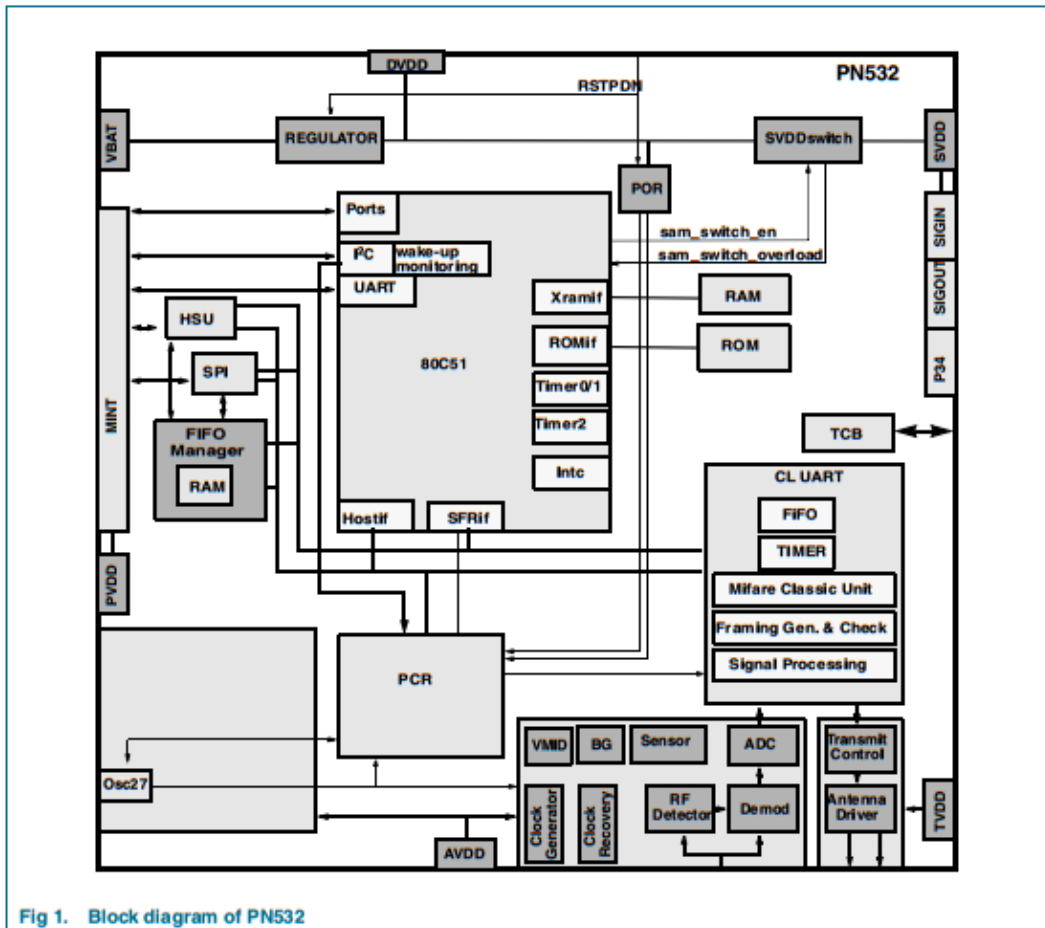 DVDD
PN532
RSTPDN
VBAT
REGULATOR
SVDDswitch
SVDD
POR
Ports
sam_switch_en
SIGIN
I²C
wake-up
monitoring
sam_switch_overload
UART
Xramif
RAM
SIGOUT
HSU
ROMif
ROM
80C51
SPI
P34
Timer0/1
MINT
FIFO
Manager
Timer2
TCB
RAM
Intc
CL UART
Hostif
SFRif
FiFO
TIMER
PVDD
Mifare Classic Unit
Framing Gen. & Check
Signal Processing
PCR
VMID
BG
Sensor
ADC
Transmit
Control
Osc27
Clock
Generator
Clock
Recovery
RF
Detector
Demod
Antenna
Driver
TVDD
AVDD
Fig 1. Block diagram of PN532